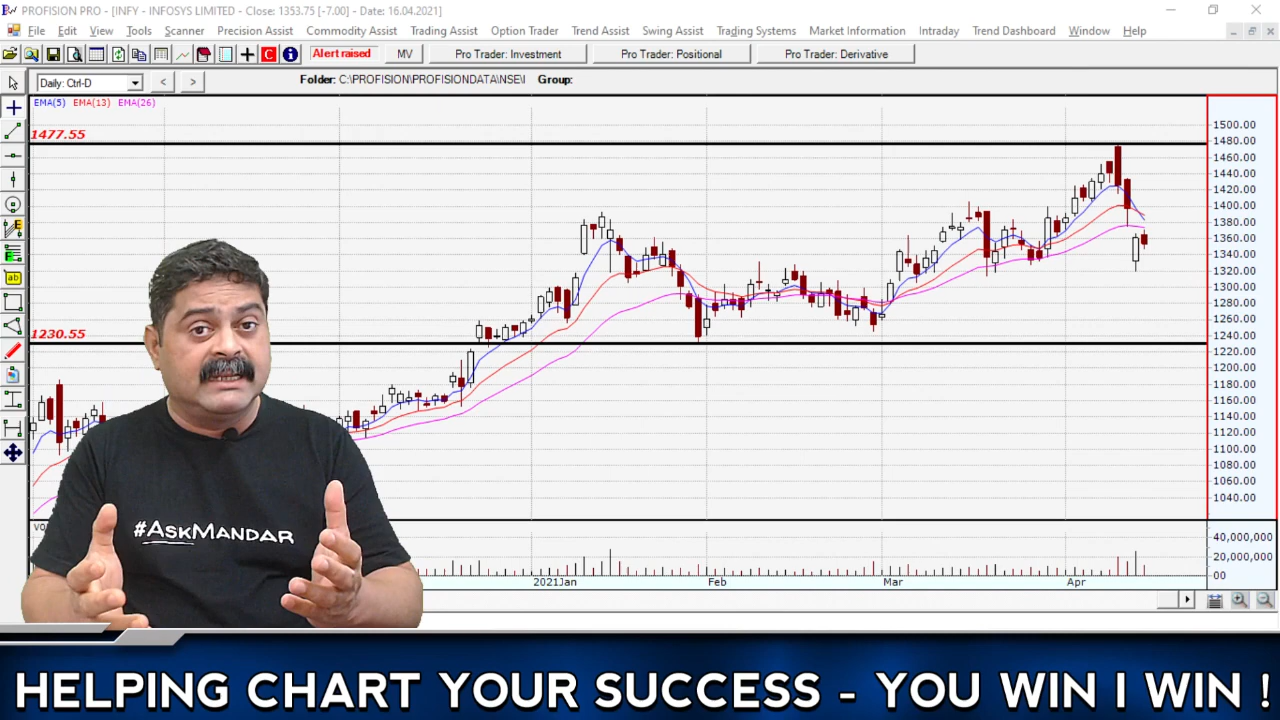 PROFISION PRO - [INFY - INFOSYS LIMITED - Close: 1353.75 [-7.00] - Date: 16.04.2021]
File Edit View Tools Scanner Precision Assist Commodity Assist Trading Assist Option Trader Trend Assist Swing Assist Trading Systems Market Information Intraday Trend Dashboard Window Help
C i Alert raised MV Pro Trader: Investment Pro Trader: Positional Pro Trader: Derivative
Daily: Ctrl-D < > Folder: C:\PROFISION\PROFISIONDATA\NSE\I Group:
EMA(5) EMA(13) EMA(26)
1477.55
1230.55
1500.00
1480.00
1460.00
1440.00
1420.00
1400.00
1380.00
1360.00
1340.00
1320.00
1300.00
1280.00
1260.00
1240.00
1220.00
1200.00
1180.00
1160.00
1140.00
1120.00
1100.00
1080.00
1060.00
1040.00
E
ab
#AskMandar
40,000,000
20,000,000
00
2021Jan Feb Mar Apr
HELPING CHART YOUR SUCCESS - YOU WIN I WIN !